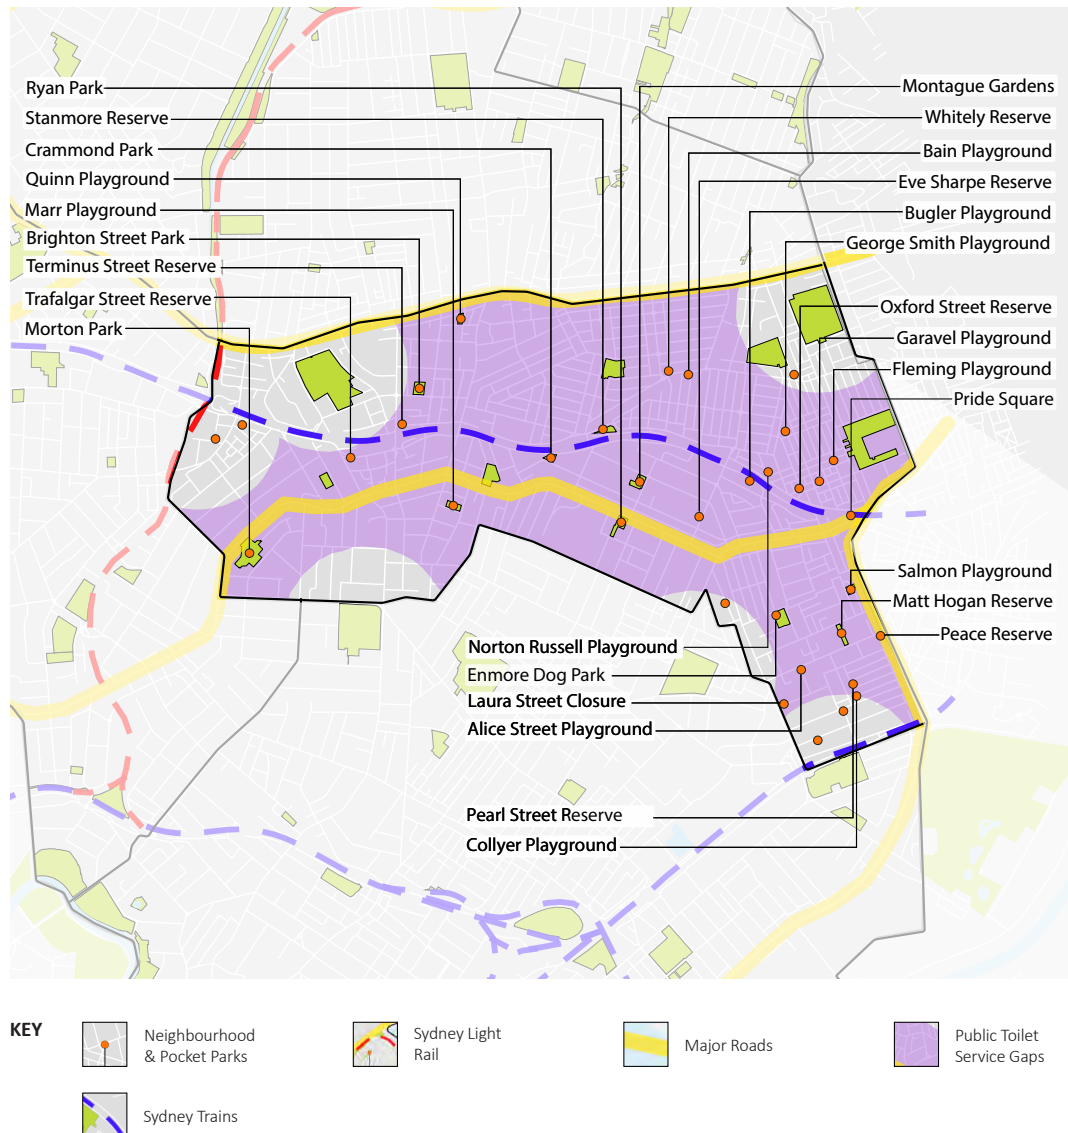 Ryan Park
Stanmore Reserve
Crammond Park
Quinn Playground
Marr Playground
Brighton Street Park
Terminus Street Reserve
Trafalgar Street Reserve
Morton Park
Montague Gardens
Whitely Reserve
Bain Playground
Eve Sharpe Reserve
Bugler Playground
George Smith Playground
Oxford Street Reserve
Garavel Playground
Fleming Playground
Pride Square
Salmon Playground
Matt Hogan Reserve
Peace Reserve
Norton Russell Playground
Enmore Dog Park
Laura Street Closure
Alice Street Playground
Pearl Street Reserve
Collyer Playground
KEY
Neighbourhood
& Pocket Parks
Sydney Light
Rail
Major Roads
Public Toilet
Service Gaps
Sydney Trains